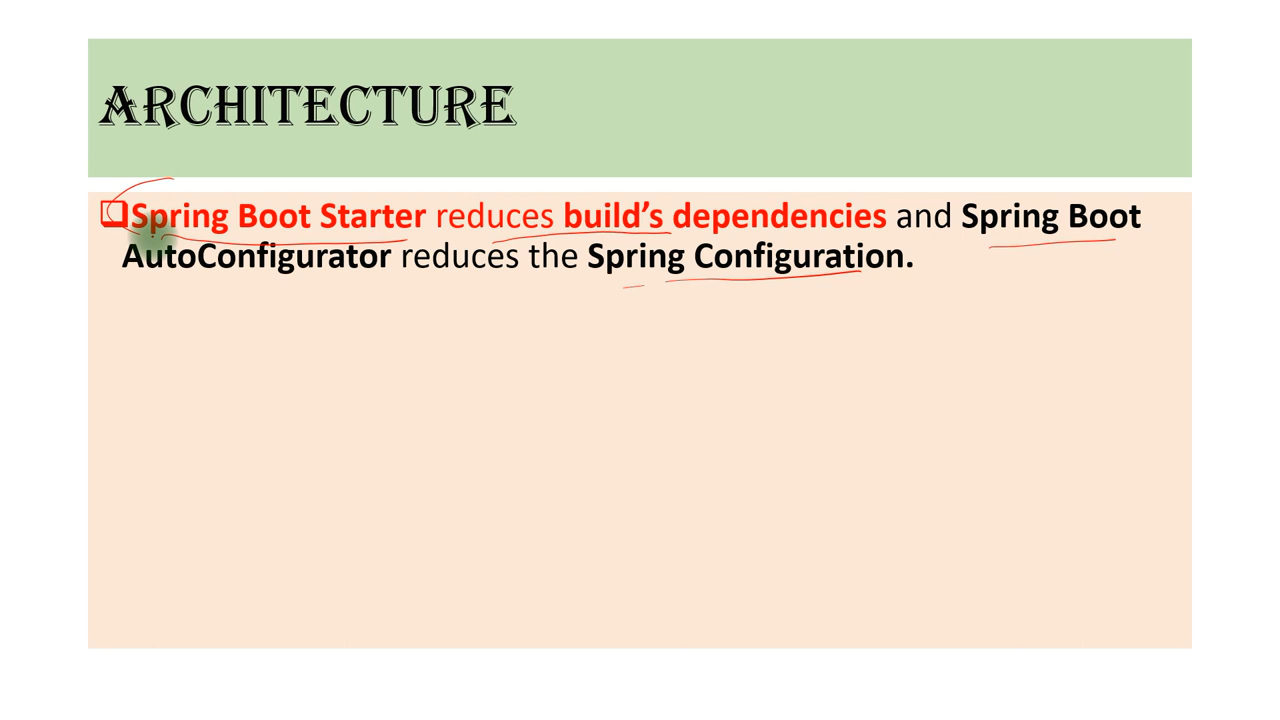 ARCHITECTURE
❑Spring Boot Starter reduces build’s dependencies and Spring Boot
AutoConfigurator reduces the Spring Configuration.